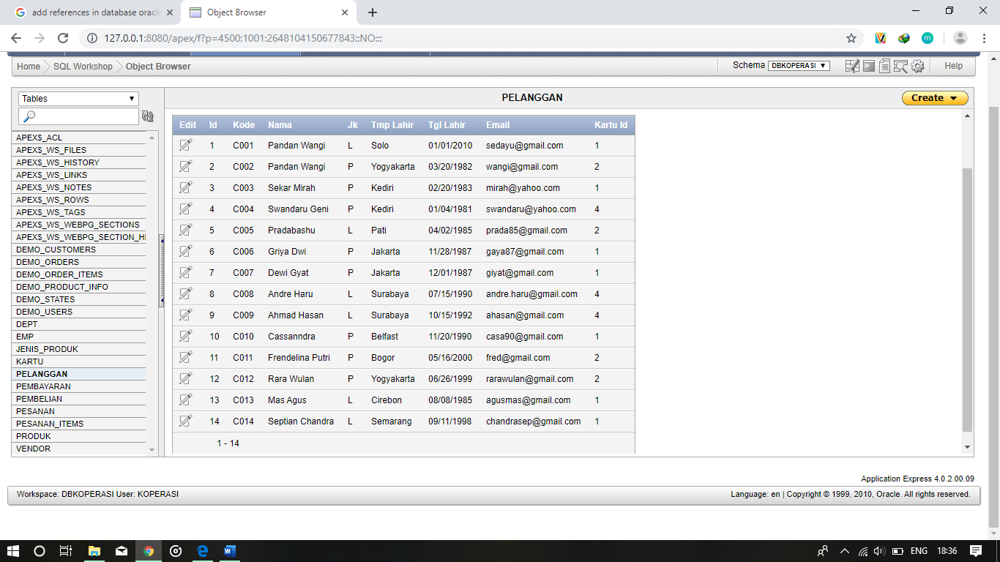 add references in database oracle
Object Browser
127.0.0.1:8080/apex/f?p=4500:1001:2648104150677843::NO:::
m
Home SQL Workshop Object Browser
Schema DBKOPERASI Help
Tables
PELANGGAN
Create
APEX$_ACL
APEX$_WS_FILES
APEX$_WS_HISTORY
APEX$_WS_LINKS
APEX$_WS_NOTES
APEX$_WS_ROWS
APEX$_WS_TAGS
APEX$_WS_WEBPG_SECTIONS
APEX$_WS_WEBPG_SECTION_HI
DEMO_CUSTOMERS
DEMO_ORDERS
DEMO_ORDER_ITEMS
DEMO_PRODUCT_INFO
DEMO_STATES
DEMO_USERS
DEPT
EMP
JENIS_PRODUK
KARTU
PELANGGAN
PEMBAYARAN
PEMBELIAN
PESANAN
PESANAN_ITEMS
PRODUK
VENDOR
Edit Id Kode Nama Jk Tmp Lahir Tgl Lahir Email Kartu Id
1 C001 Pandan Wangi L Solo 01/01/2010 sedayu@gmail.com 1
2 C002 Pandan Wangi P Yogyakarta 03/20/1982 wangi@gmail.com 2
3 C003 Sekar Mirah P Kediri 02/20/1983 mirah@yahoo.com 1
4 C004 Swandaru Geni P Kediri 01/04/1981 swandaru@yahoo.com 4
5 C005 Pradabashu L Pati 04/02/1985 prada85@gmail.com 2
6 C006 Griya Dwi P Jakarta 11/28/1987 gaya87@gmail.com 1
7 C007 Dewi Gyat P Jakarta 12/01/1987 giyat@gmail.com 1
8 C008 Andre Haru L Surabaya 07/15/1990 andre.haru@gmail.com 4
9 C009 Ahmad Hasan L Surabaya 10/15/1992 ahasan@gmail.com 4
10 C010 Cassanndra P Belfast 11/20/1990 casa90@gmail.com 1
11 C011 Frendelina Putri P Bogor 05/16/2000 fred@gmail.com 2
12 C012 Rara Wulan P Yogyakarta 06/26/1999 rarawulan@gmail.com 2
13 C013 Mas Agus L Cirebon 08/08/1985 agusmas@gmail.com 1
14 C014 Septian Chandra L Semarang 09/11/1998 chandrasep@gmail.com 1
1 - 14
Application Express 4.0.2.00.09
Workspace: DBKOPERASI User: KOPERASI
Language: en | Copyright © 1999, 2010, Oracle. All rights reserved.
ENG 18:36